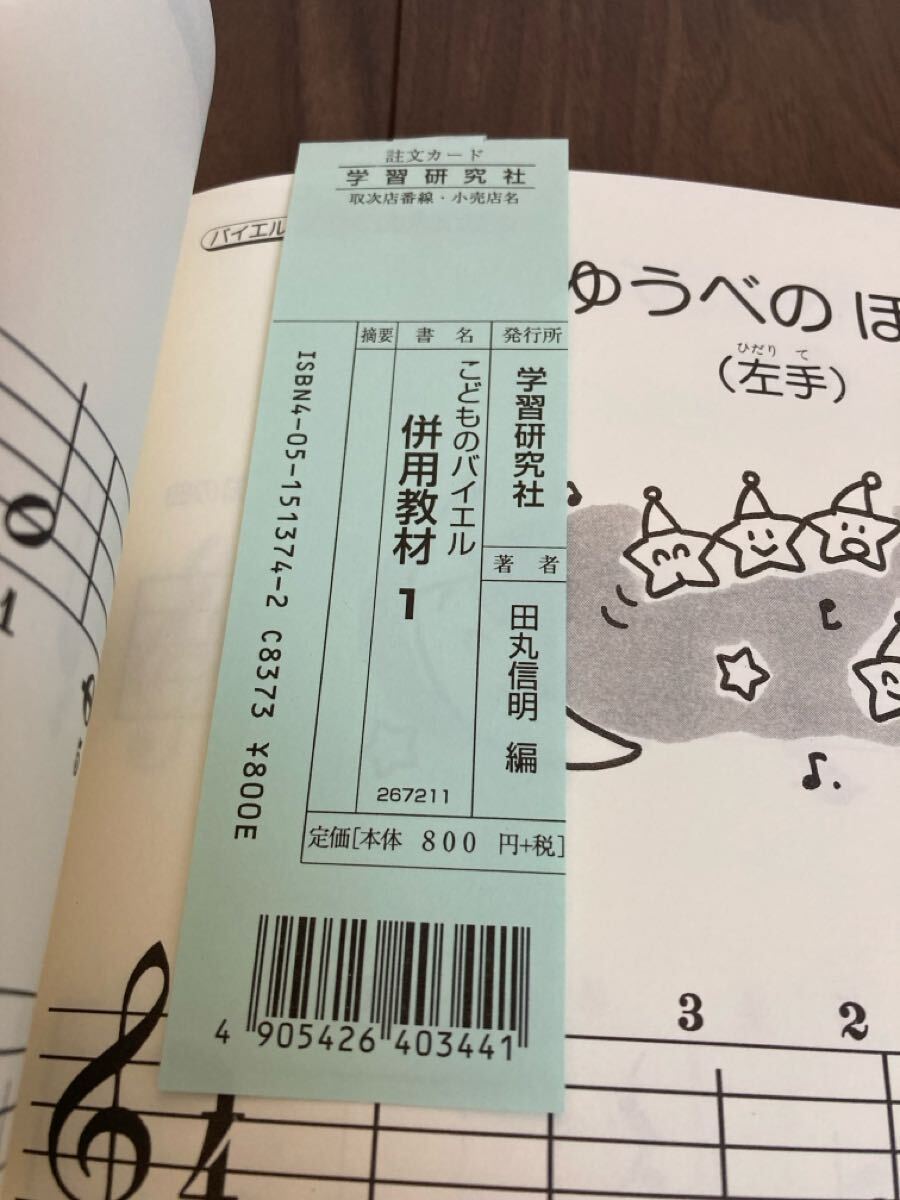 註文カード
学習研究社
取次店番線・小売店名
発行所
学習研究社
著者
田丸信明 編
書名
こどものバイエル
併用教材 1
267211
摘要
定価[本体 800 円+税]
ISBN4-05-151374-2 C8373 ¥800E
4 905426 403441
バイエル
ゆうべの ほ
ひだり て
(左手)
3 2
4
4
1